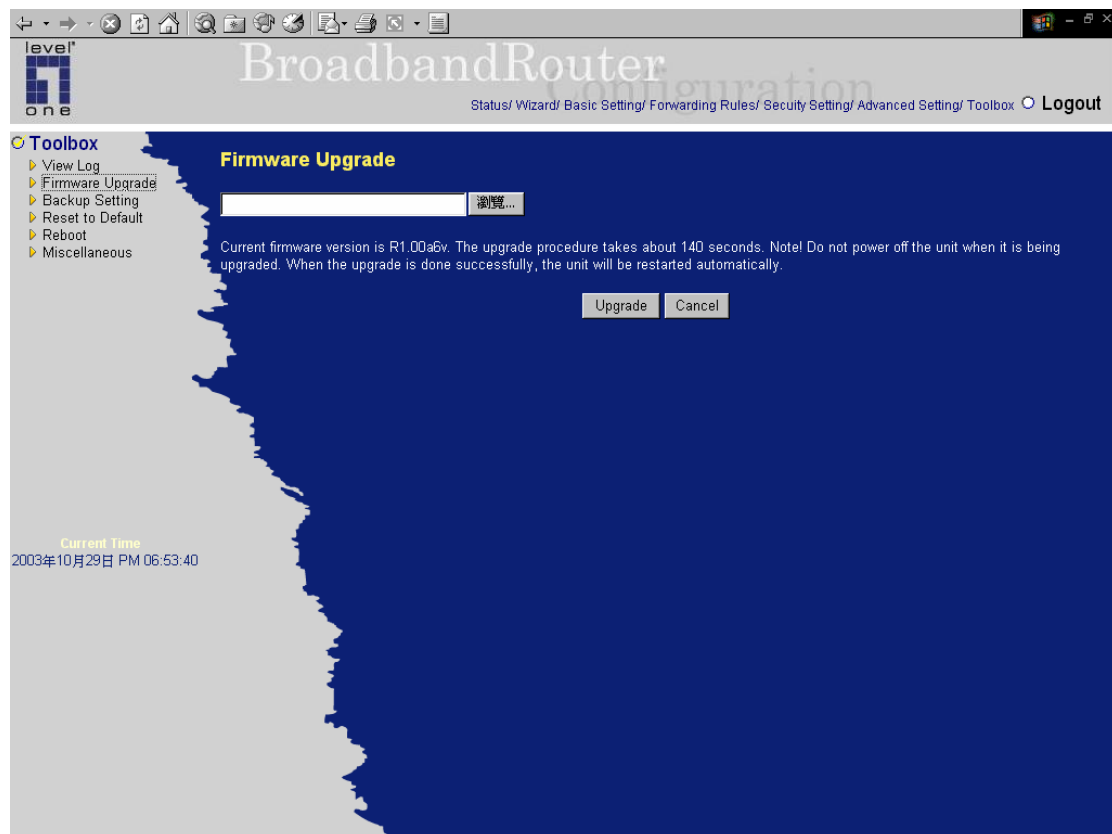 level
one
BroadbandRouter
Configuration
Status/ Wizard/ Basic Setting/ Forwarding Rules/ Secuity Setting/ Advanced Setting/ Toolbox
Logout
Toolbox
View Log
Firmware Upgrade
Backup Setting
Reset to Default
Reboot
Miscellaneous
Current Time
2003年10月29日 PM 06:53:40
Firmware Upgrade
瀏覽...
Current firmware version is R1.00a6v. The upgrade procedure takes about 140 seconds. Note! Do not power off the unit when it is being
upgraded. When the upgrade is done successfully, the unit will be restarted automatically.
Upgrade
Cancel